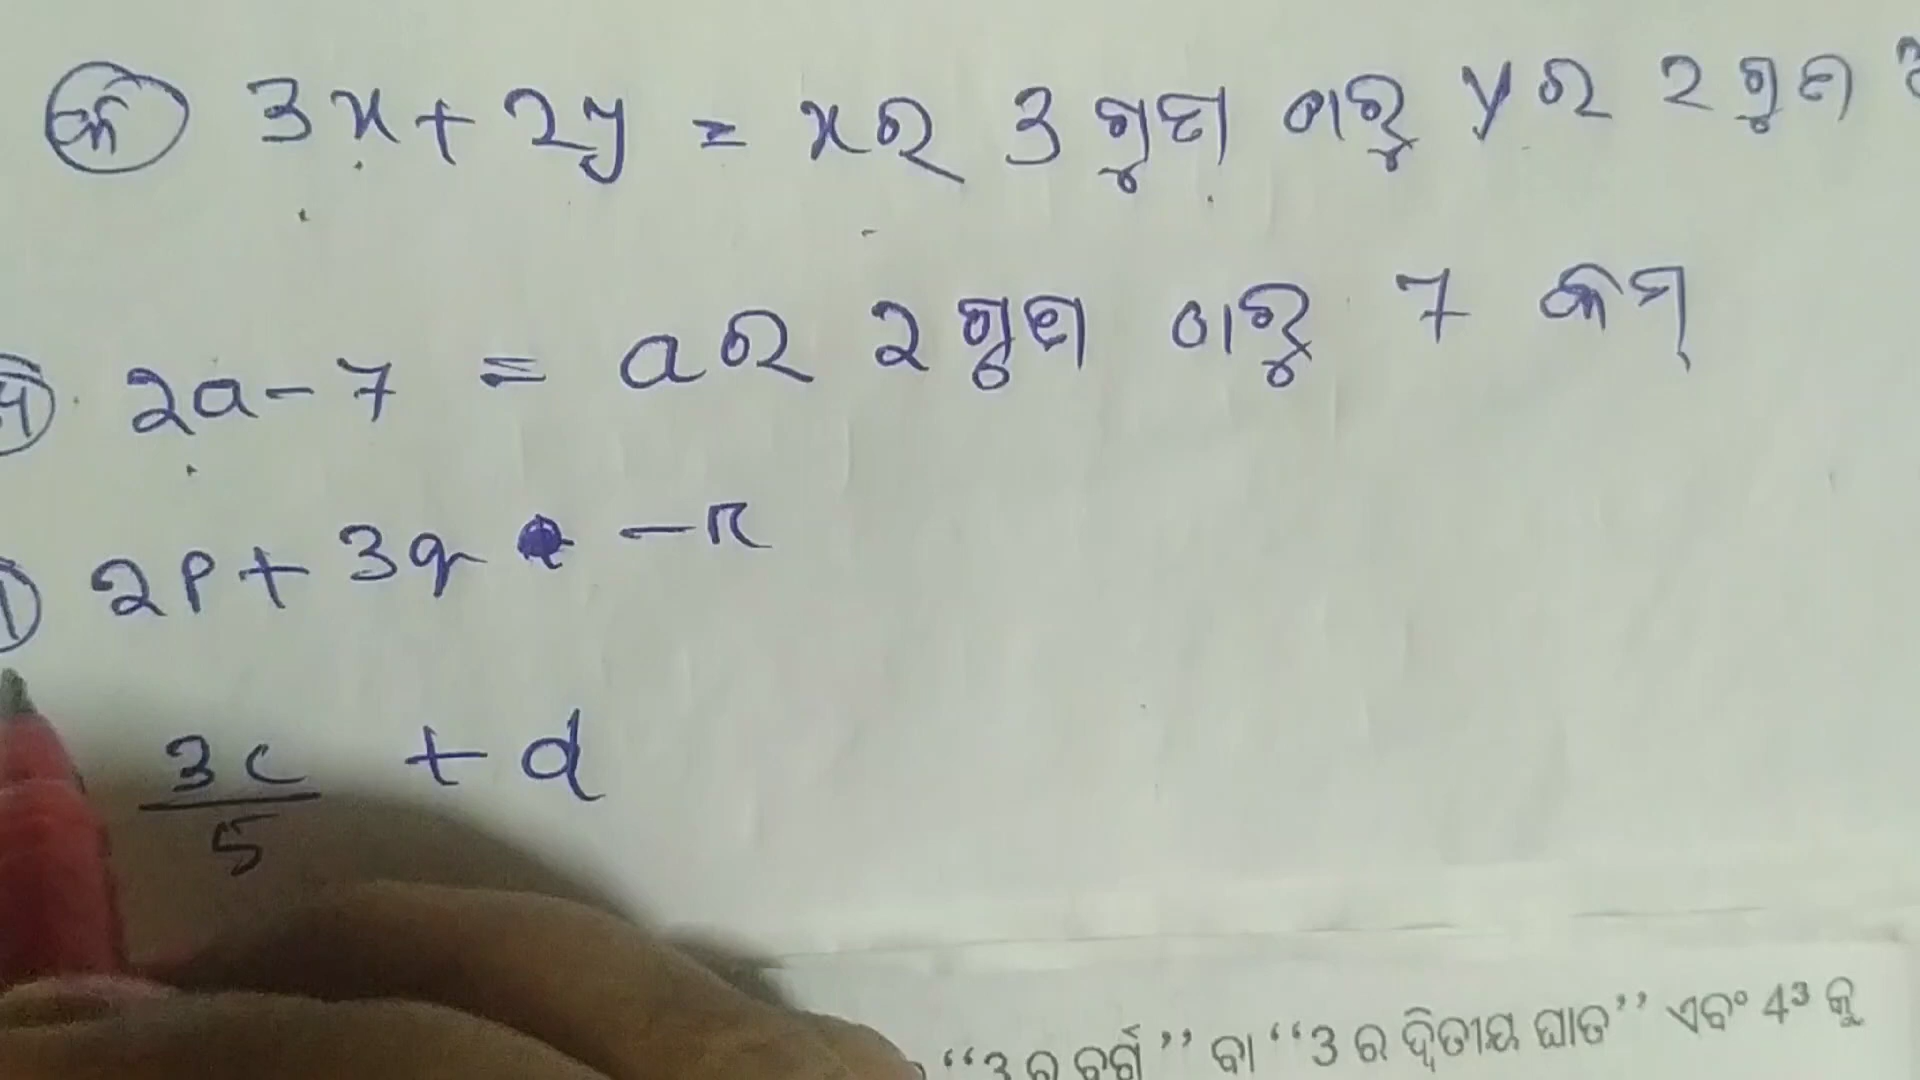 କ 3x + 2y = x ର 3 ଗୁଣ ଠାରୁ y ର 2 ଗୁଣ
2a - 7 = a ର 2 ଗୁଣ ଠାରୁ 7 କମ୍
2p + 3q - r
3c/5 + d
“3 ର ବର୍ଗ” ବା “3 ର ଦ୍ୱିତୀୟ ଘାତ” ଏବଂ 4³ କୁ